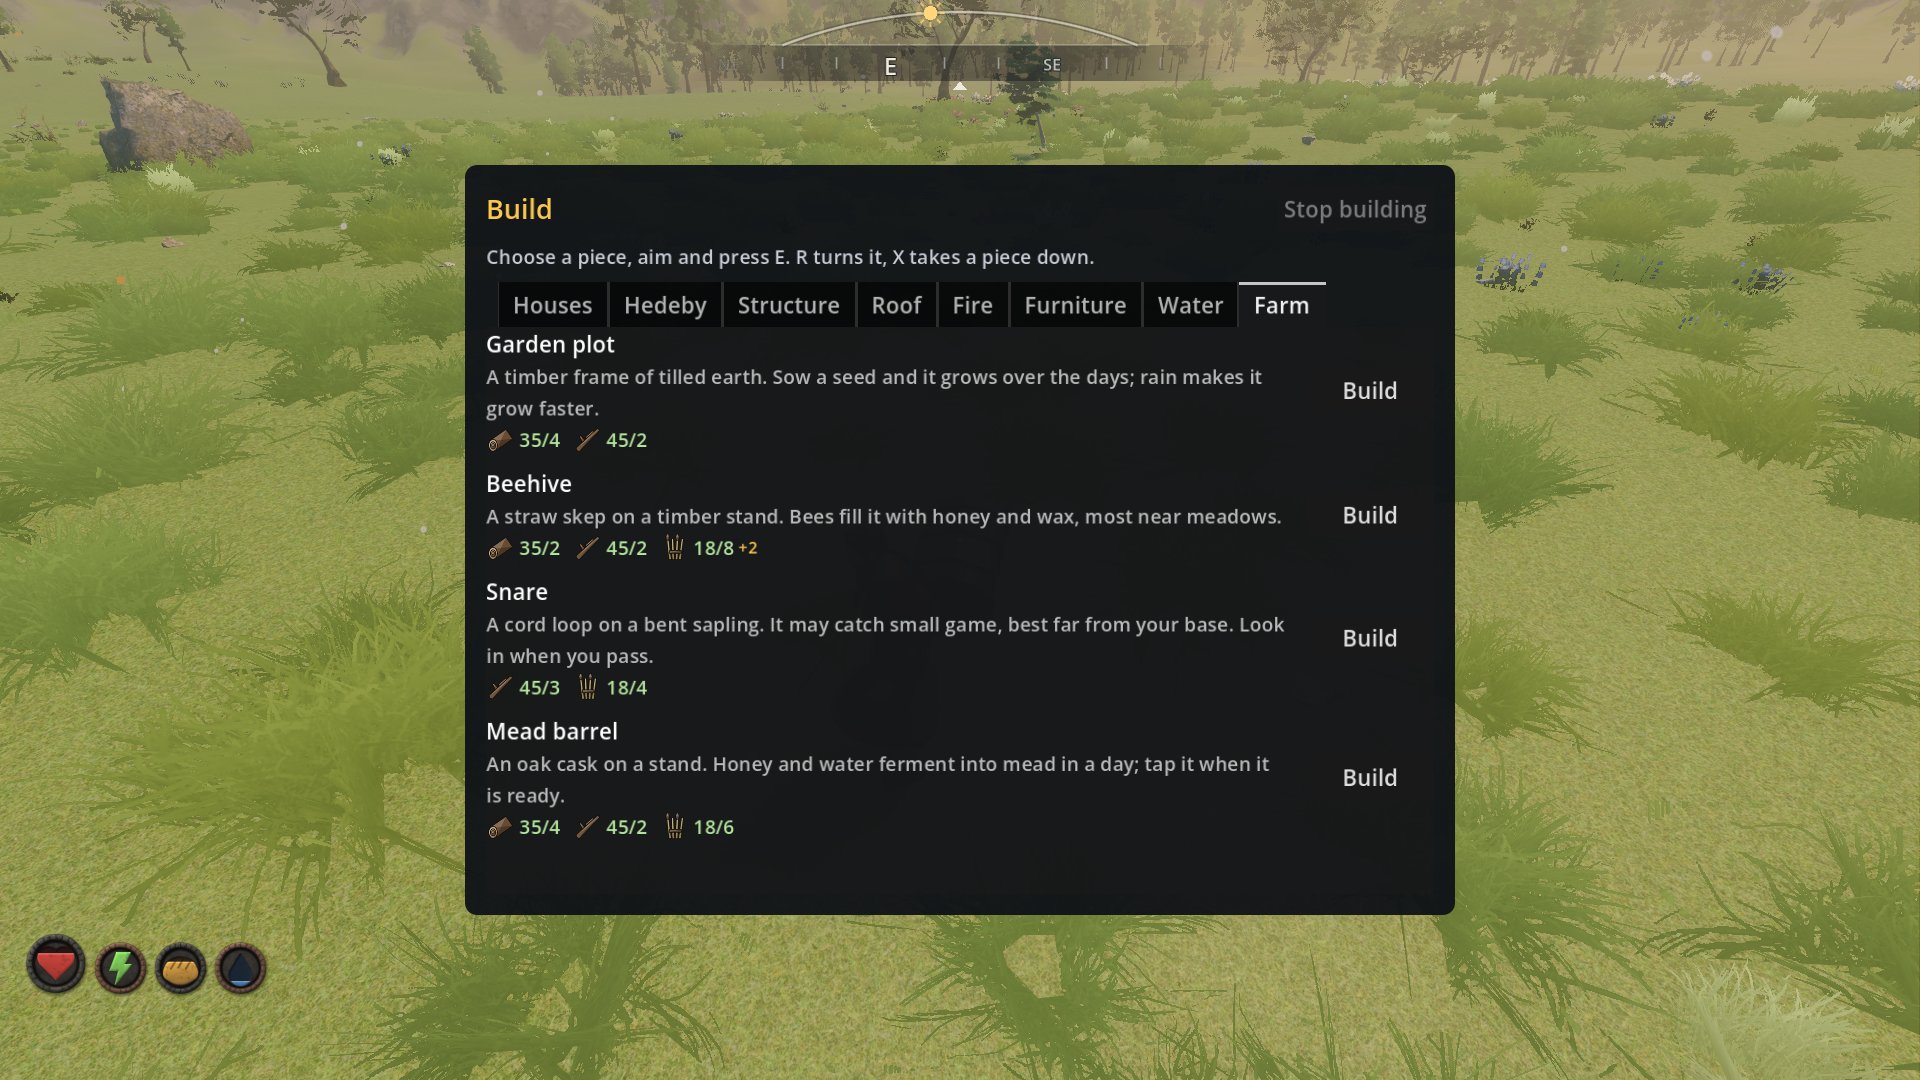 E
SE
Build
Stop building
Choose a piece, aim and press E. R turns it, X takes a piece down.
Houses
Hedeby
Structure
Roof
Fire
Furniture
Water
Farm
Garden plot
A timber frame of tilled earth. Sow a seed and it grows over the days; rain makes it
grow faster.
Build
35/4 45/2
Beehive
A straw skep on a timber stand. Bees fill it with honey and wax, most near meadows.
Build
35/2 45/2 18/8 +2
Snare
A cord loop on a bent sapling. It may catch small game, best far from your base. Look
in when you pass.
Build
45/3 18/4
Mead barrel
An oak cask on a stand. Honey and water ferment into mead in a day; tap it when it
is ready.
Build
35/4 45/2 18/6